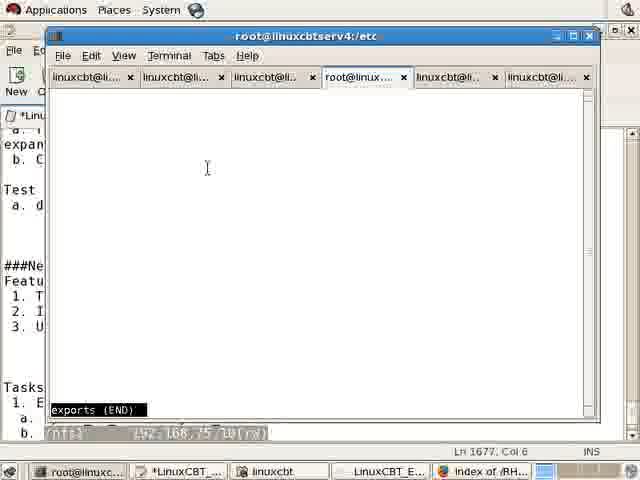 Applications Places System
root@linuxcbtserv4:/etc
File Edit View Terminal Tabs Help
File
New
linuxcbt@li.... linuxcbt@li... linuxcbt@li.. root@linux.... linuxcbt@li.. linuxcbt@li....
*Linu
expan
b. C
Test
a. d
###Ne
Featu
1. T
2. I
3. U
Tasks
1. E
a.
b.
exports (END)
Ln 1677, Col 6 INS
root@linuxc... *LinuxCBT_... linuxcbt LinuxCBT_E... Index of /RH...